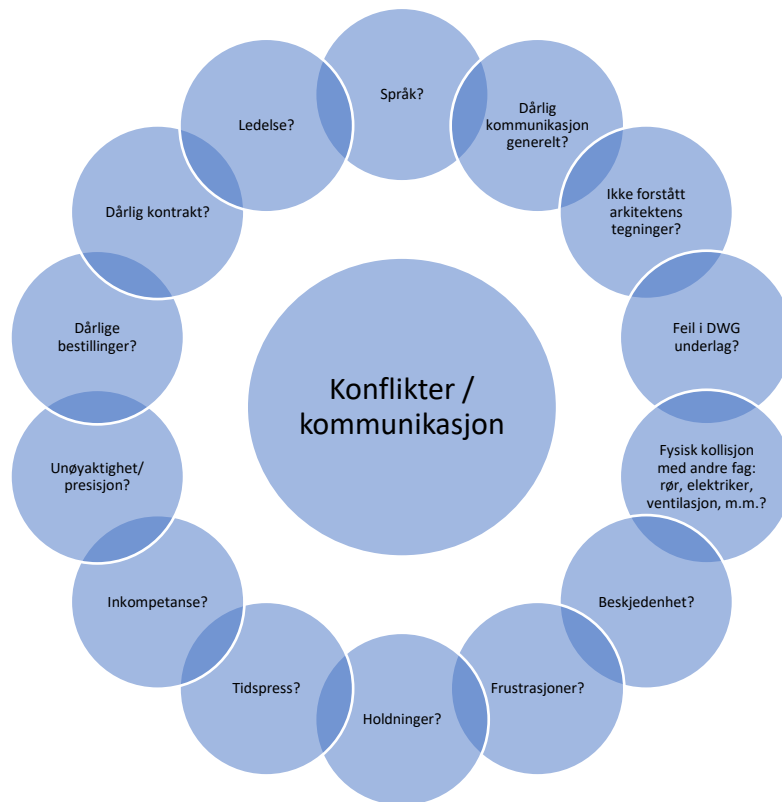 Språk?
Dårlig
kommunikasjon
generelt?
Ikke forstått
arkitektens
tegninger?
Feil i DWG
underlag?
Fysisk kollisjon
med andre fag:
rør, elektriker,
ventilasjon, m.m.?
Beskjedenhet?
Frustrasjoner?
Holdninger?
Tidspress?
Inkompetanse?
Unøyaktighet/
presisjon?
Dårlige
bestillinger?
Dårlig kontrakt?
Ledelse?
Konflikter /
kommunikasjon